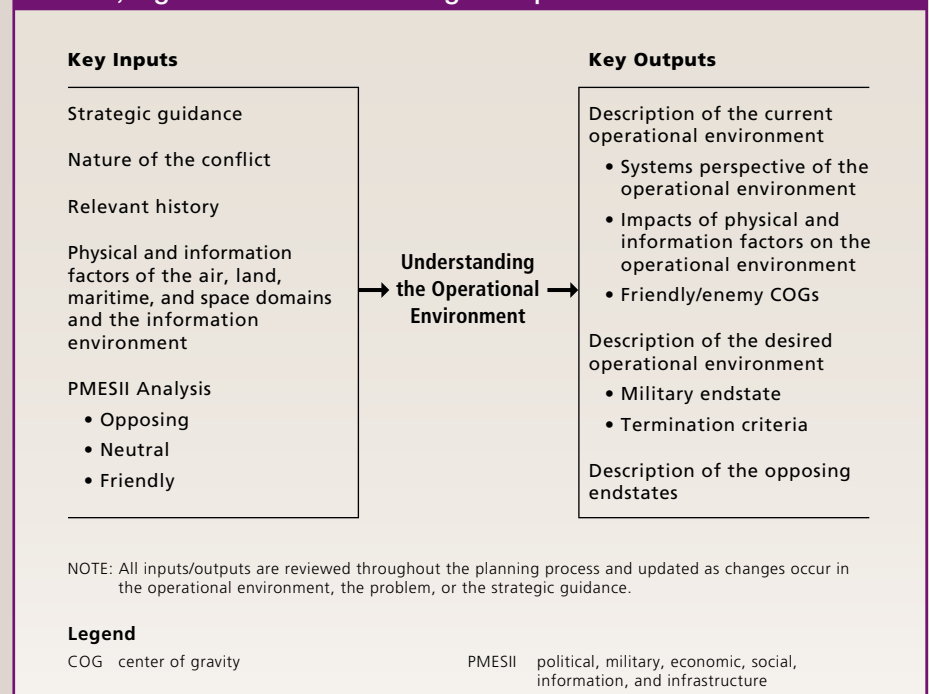 Key Inputs
Strategic guidance
Nature of the conflict
Relevant history
Physical and information
factors of the air, land,
maritime, and space domains
and the information
environment
PMESII Analysis
• Opposing
• Neutral
• Friendly
Understanding
the Operational
Environment
Key Outputs
Description of the current
operational environment
• Systems perspective of the
operational environment
• Impacts of physical and
information factors on the
operational environment
• Friendly/enemy COGs
Description of the desired
operational environment
• Military endstate
• Termination criteria
Description of the opposing
endstates
NOTE: All inputs/outputs are reviewed throughout the planning process and updated as changes occur in
the operational environment, the problem, or the strategic guidance.
Legend
COG center of gravity
PMESII political, military, economic, social,
information, and infrastructure